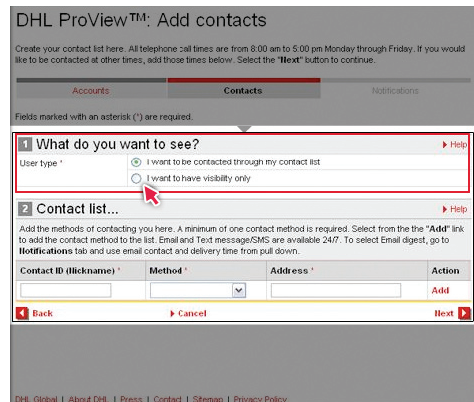 DHL ProView™: Add contacts
Create your contact list here. All telephone call times are from 8:00 am to 5:00 pm Monday through Friday. If you would
like to be contacted at other times, add those times below. Select the "Next" button to continue.
Accounts Contacts Notifications
Fields marked with an asterisk (*) are required.
1 What do you want to see? Help
User type * I want to be contacted through my contact list
I want to have visibility only
2 Contact list... Help
Add the methods of contacting you here. A minimum of one contact method is required. Select from the the "Add" link
to add the contact method to the list. Email and Text message/SMS are available 24/7. To select Email digest, go to
Notifications tab and use email contact and delivery time from pull down.
Contact ID (Nickname) * Method * Address * Action
Add
Back Cancel Next
DHL Global | About DHL | Press | Contact | Sitemap | Privacy Policy